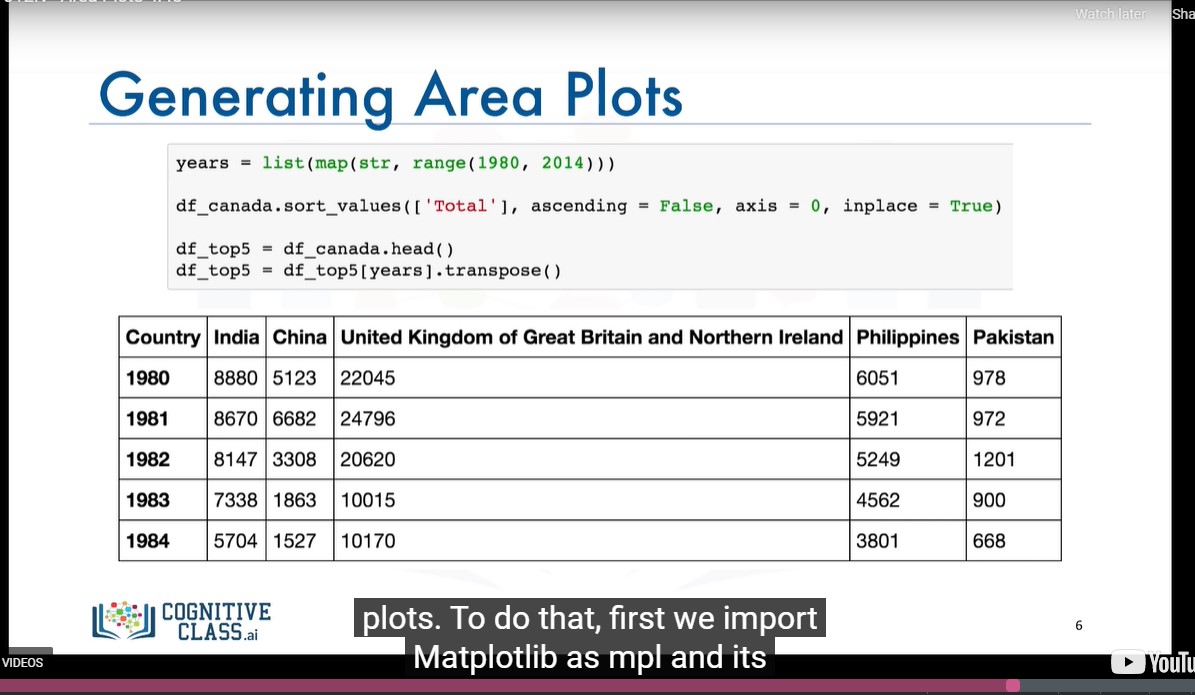 Watch later
Generating Area Plots
years = list(map(str, range(1980, 2014)))
df_canada.sort_values(['Total'], ascending = False, axis = 0, inplace = True)
df_top5 = df_canada.head()
df_top5 = df_top5[years].transpose()
Country India China United Kingdom of Great Britain and Northern Ireland Philippines Pakistan
1980 8880 5123 22045 6051 978
1981 8670 6682 24796 5921 972
1982 8147 3308 20620 5249 1201
1983 7338 1863 10015 4562 900
1984 5704 1527 10170 3801 668
COGNITIVE
CLASS.ai
plots. To do that, first we import
Matplotlib as mpl and its
6
VIDEOS